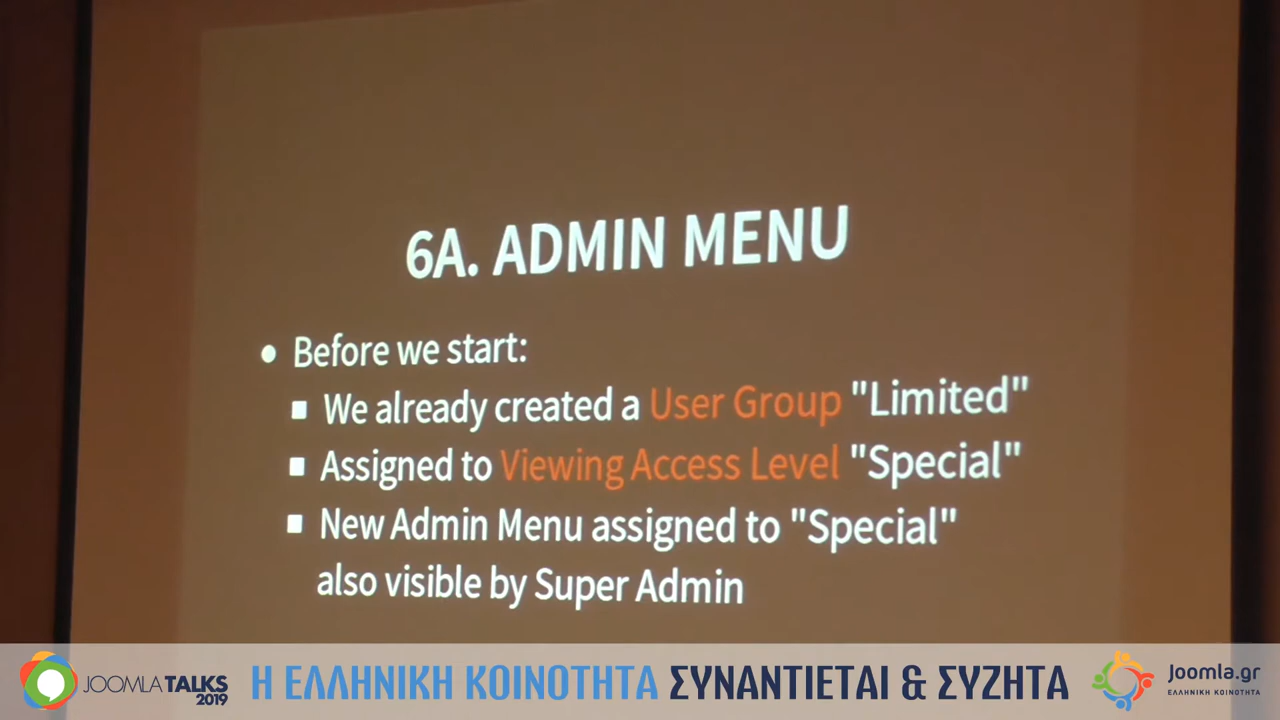 6A. ADMIN MENU
Before we start:
We already created a User Group "Limited"
Assigned to Viewing Access Level "Special"
New Admin Menu assigned to "Special"
also visible by Super Admin
JOOMLA TALKS
2019
Η ΕΛΛΗΝΙΚΗ ΚΟΙΝΟΤΗΤΑ ΣΥΝΑΝΤΙΕΤΑΙ & ΣΥΖΗΤΑ
Joomla.gr
ΕΛΛΗΝΙΚΗ ΚΟΙΝΟΤΗΤΑ